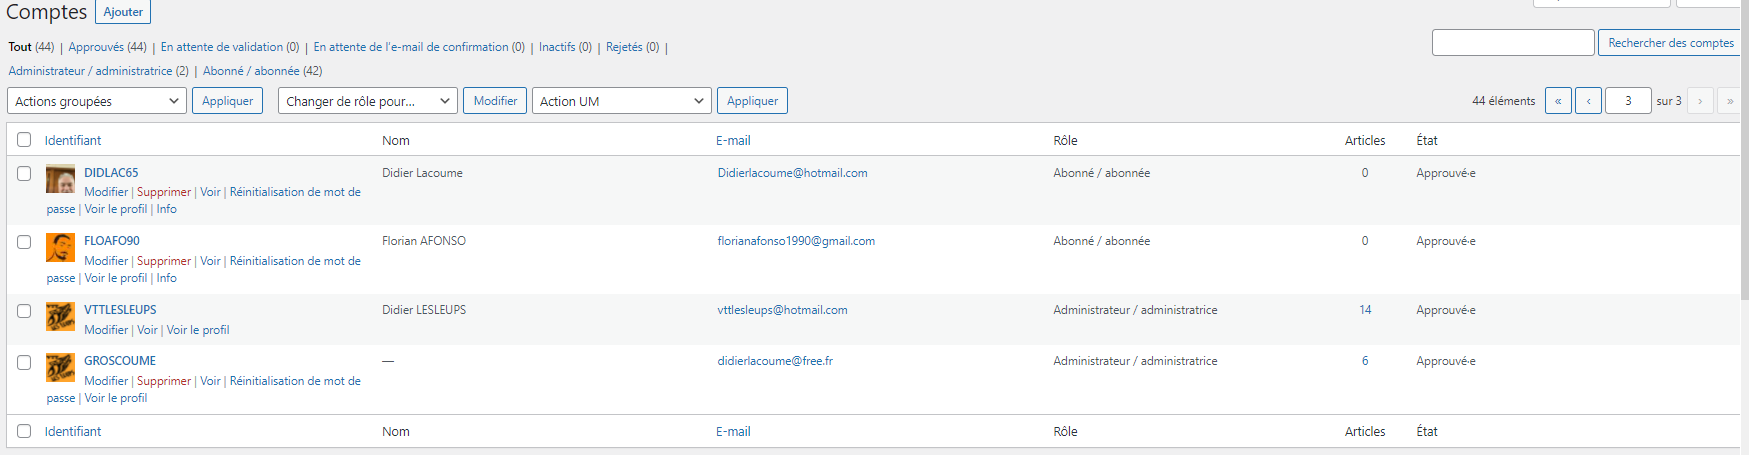 Comptes Ajouter
Tout (44) | Approuvés (44) | En attente de validation (0) | En attente de l'e-mail de confirmation (0) | Inactifs (0) | Rejetés (0) |
Rechercher des comptes
Administrateur / administratrice (2) | Abonné / abonnée (42)
Actions groupées Appliquer Changer de rôle pour... Modifier Action UM Appliquer 44 éléments « ‹ 3 sur 3 › »
Identifiant Nom E-mail Rôle Articles État
DIDLAC65 Didier Lacoume Didierlacoume@hotmail.com Abonné / abonnée 0 Approuvé·e
Modifier | Supprimer | Voir | Réinitialisation de mot de
passe | Voir le profil | Info
FLOAFO90 Florian AFONSO florianafonso1990@gmail.com Abonné / abonnée 0 Approuvé·e
Modifier | Supprimer | Voir | Réinitialisation de mot de
passe | Voir le profil | Info
VTTLESLEUPS Didier LESLEUPS vttlesleups@hotmail.com Administrateur / administratrice 14 Approuvé·e
Modifier | Voir | Voir le profil
GROSCOUME — didierlacoume@free.fr Administrateur / administratrice 6 Approuvé·e
Modifier | Supprimer | Voir | Réinitialisation de mot de
passe | Voir le profil
Identifiant Nom E-mail Rôle Articles État